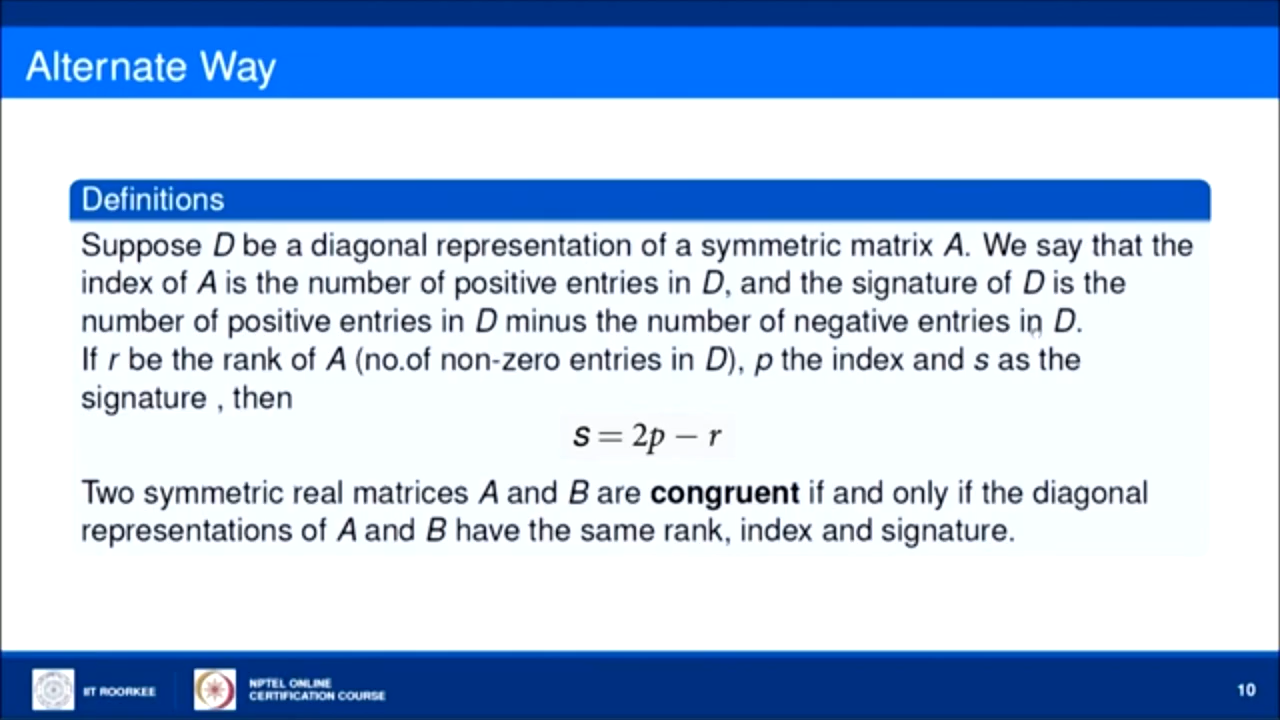 Alternate Way
Definitions
Suppose D be a diagonal representation of a symmetric matrix A. We say that the
index of A is the number of positive entries in D, and the signature of D is the
number of positive entries in D minus the number of negative entries in D.
If r be the rank of A (no.of non-zero entries in D), p the index and s as the
signature , then
s = 2p − r
Two symmetric real matrices A and B are congruent if and only if the diagonal
representations of A and B have the same rank, index and signature.
IIT ROORKEE
NPTEL ONLINE
CERTIFICATION COURSE
10